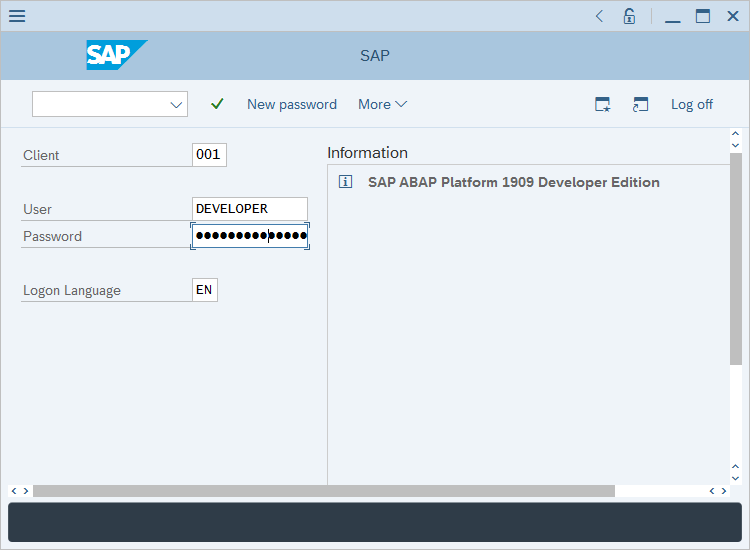 SAP
SAP
New password More Log off
Client 001
Information
SAP ABAP Platform 1909 Developer Edition
User DEVELOPER
Password ••••••••••••••
Logon Language EN